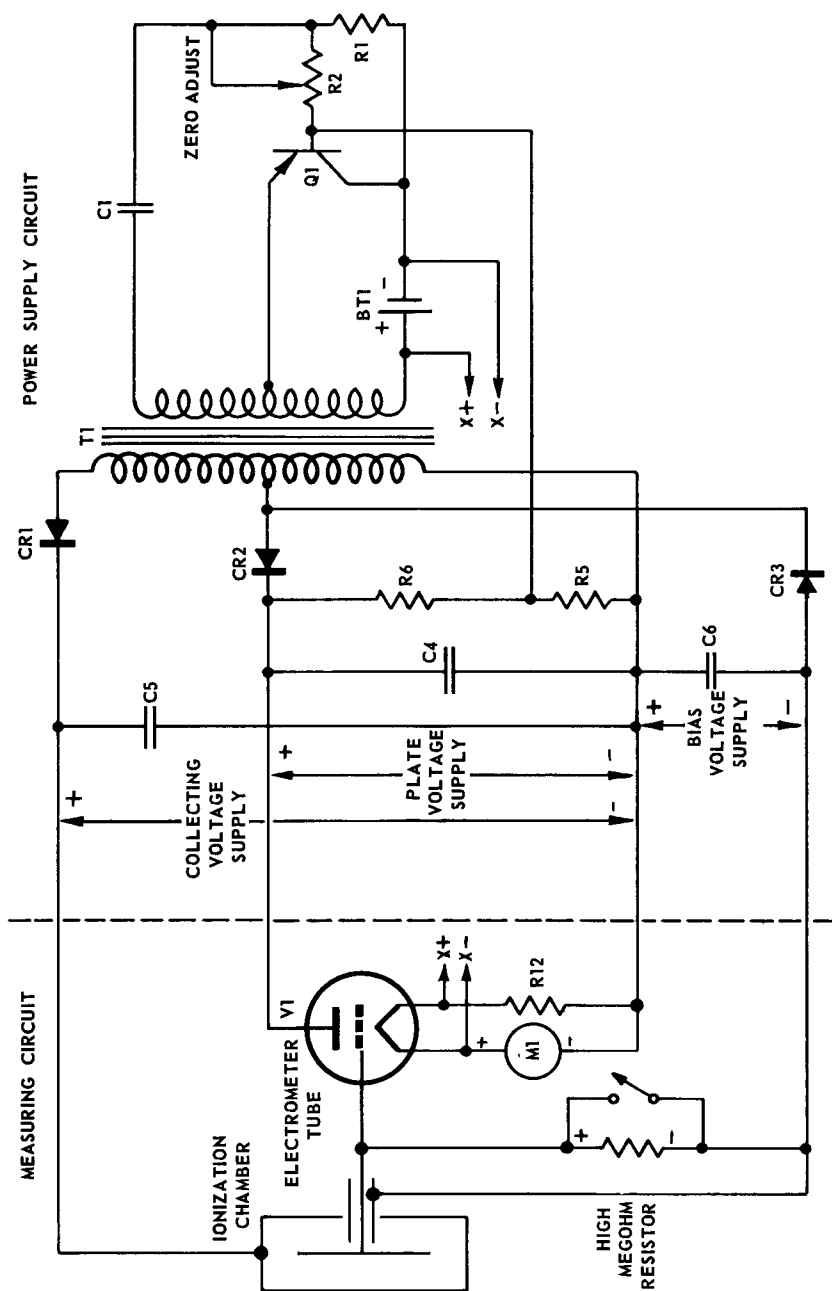 MEASURING CIRCUIT
POWER SUPPLY CIRCUIT
IONIZATION
CHAMBER
ELECTROMETER
TUBE
V1
HIGH
MEGOHM
RESISTOR
+
−
+
M1
−
X+
X−
R12
+
COLLECTING
VOLTAGE
SUPPLY
−
+
PLATE
VOLTAGE
SUPPLY
−
+
BIAS
VOLTAGE
SUPPLY
−
C5
C4
C6
R6
R5
CR1
CR2
CR3
T1
X+
X−
BT1
+
−
C1
Q1
ZERO ADJUST
R2
R1